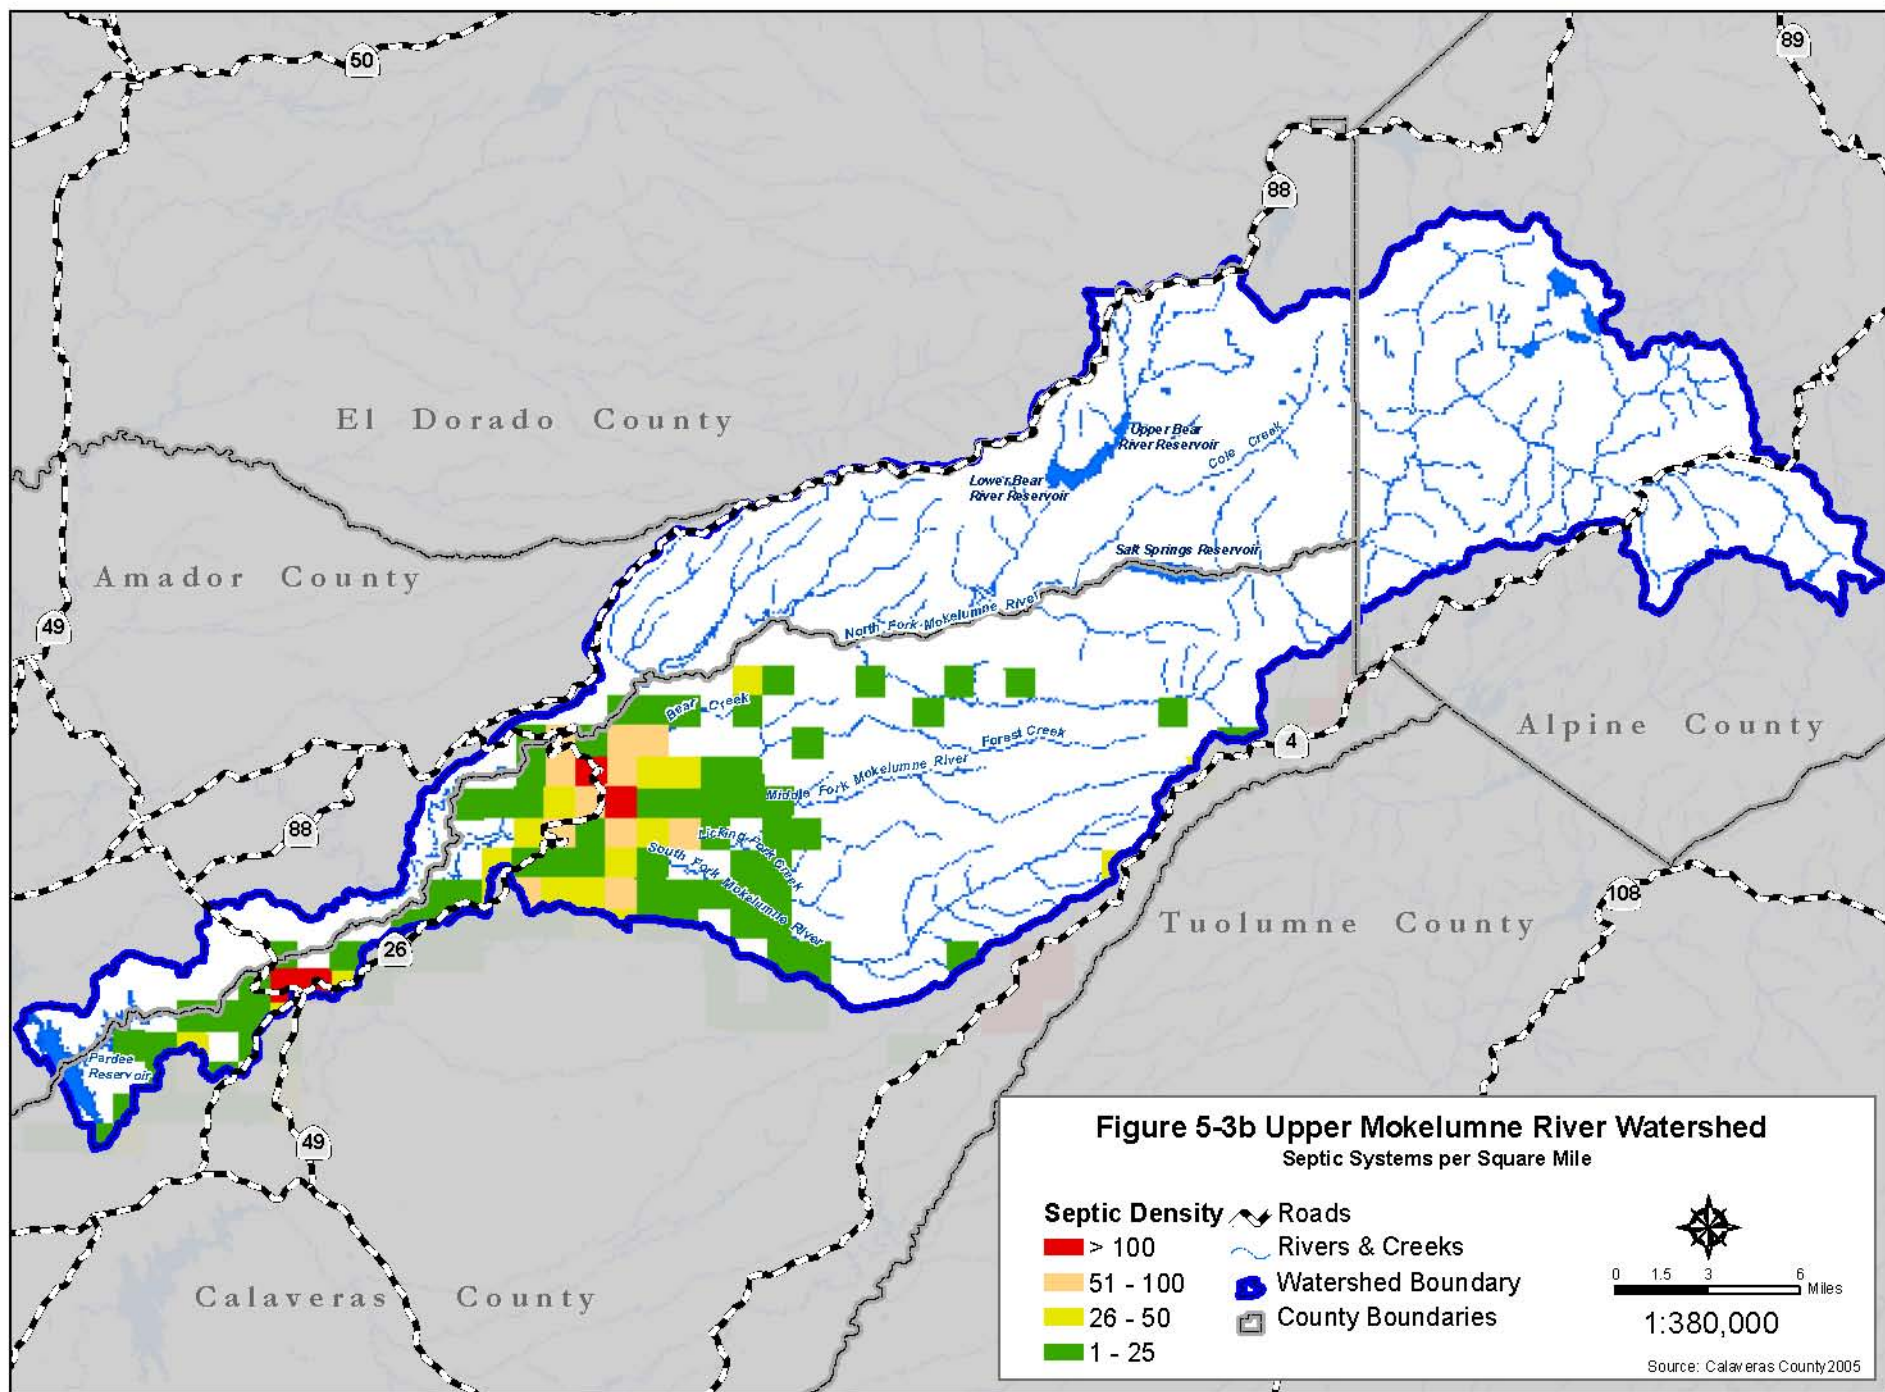 50
89
88
El Dorado County
Upper Bear
River Reservoir
Cole Creek
Lower Bear
River Reservoir
Salt Springs Reservoir
Amador County
49
North Fork Mokelumne River
Bear Creek
Forest Creek
4
Alpine County
Middle Fork Mokelumne River
88
Licking Fork Creek
South Fork Mokelumne River
108
Tuolumne County
26
Pardee
Reservoir
49
Calaveras County
Figure 5-3b Upper Mokelumne River Watershed
Septic Systems per Square Mile
Septic Density
> 100
51 - 100
26 - 50
1 - 25
Roads
Rivers & Creeks
Watershed Boundary
County Boundaries
0 1.5 3 6
Miles
1:380,000
Source: Calaveras County2005